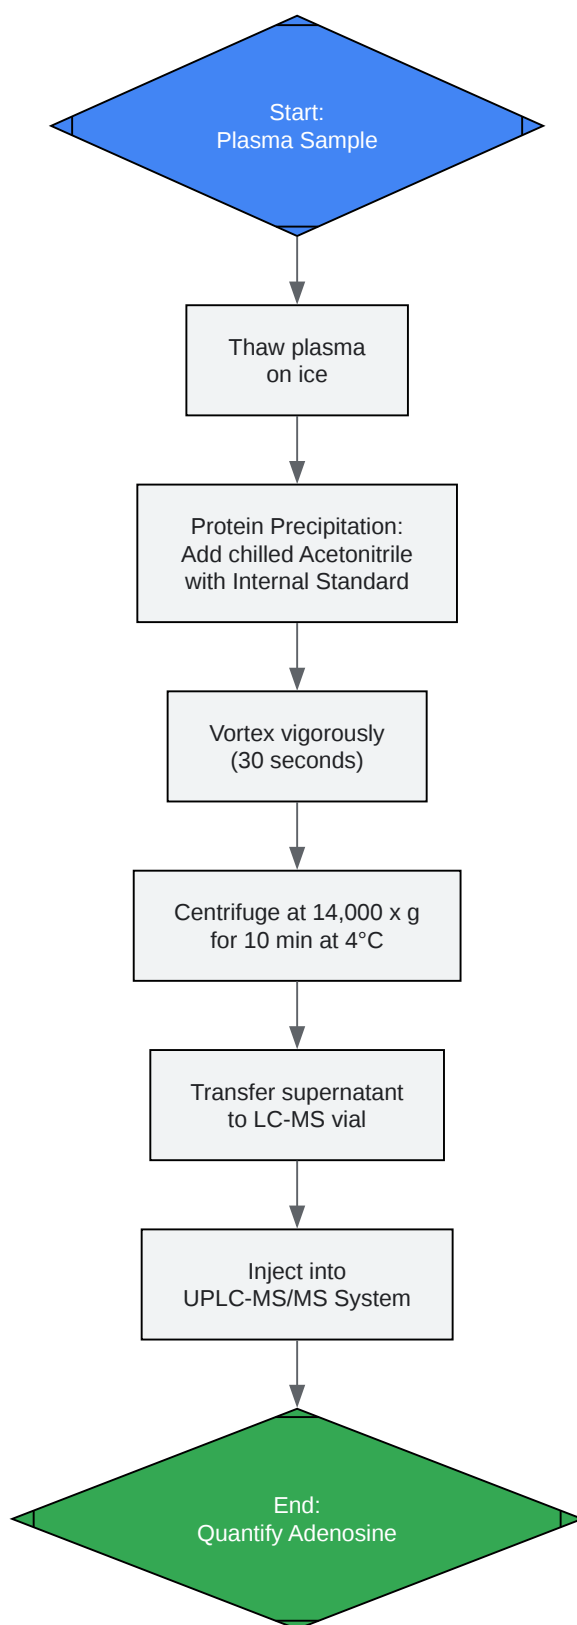 Start:
Plasma Sample
Thaw plasma
on ice
Protein Precipitation:
Add chilled Acetonitrile
with Internal Standard
Vortex vigorously
(30 seconds)
Centrifuge at 14,000 x g
for 10 min at 4°C
Transfer supernatant
to LC-MS vial
Inject into
UPLC-MS/MS System
End:
Quantify Adenosine